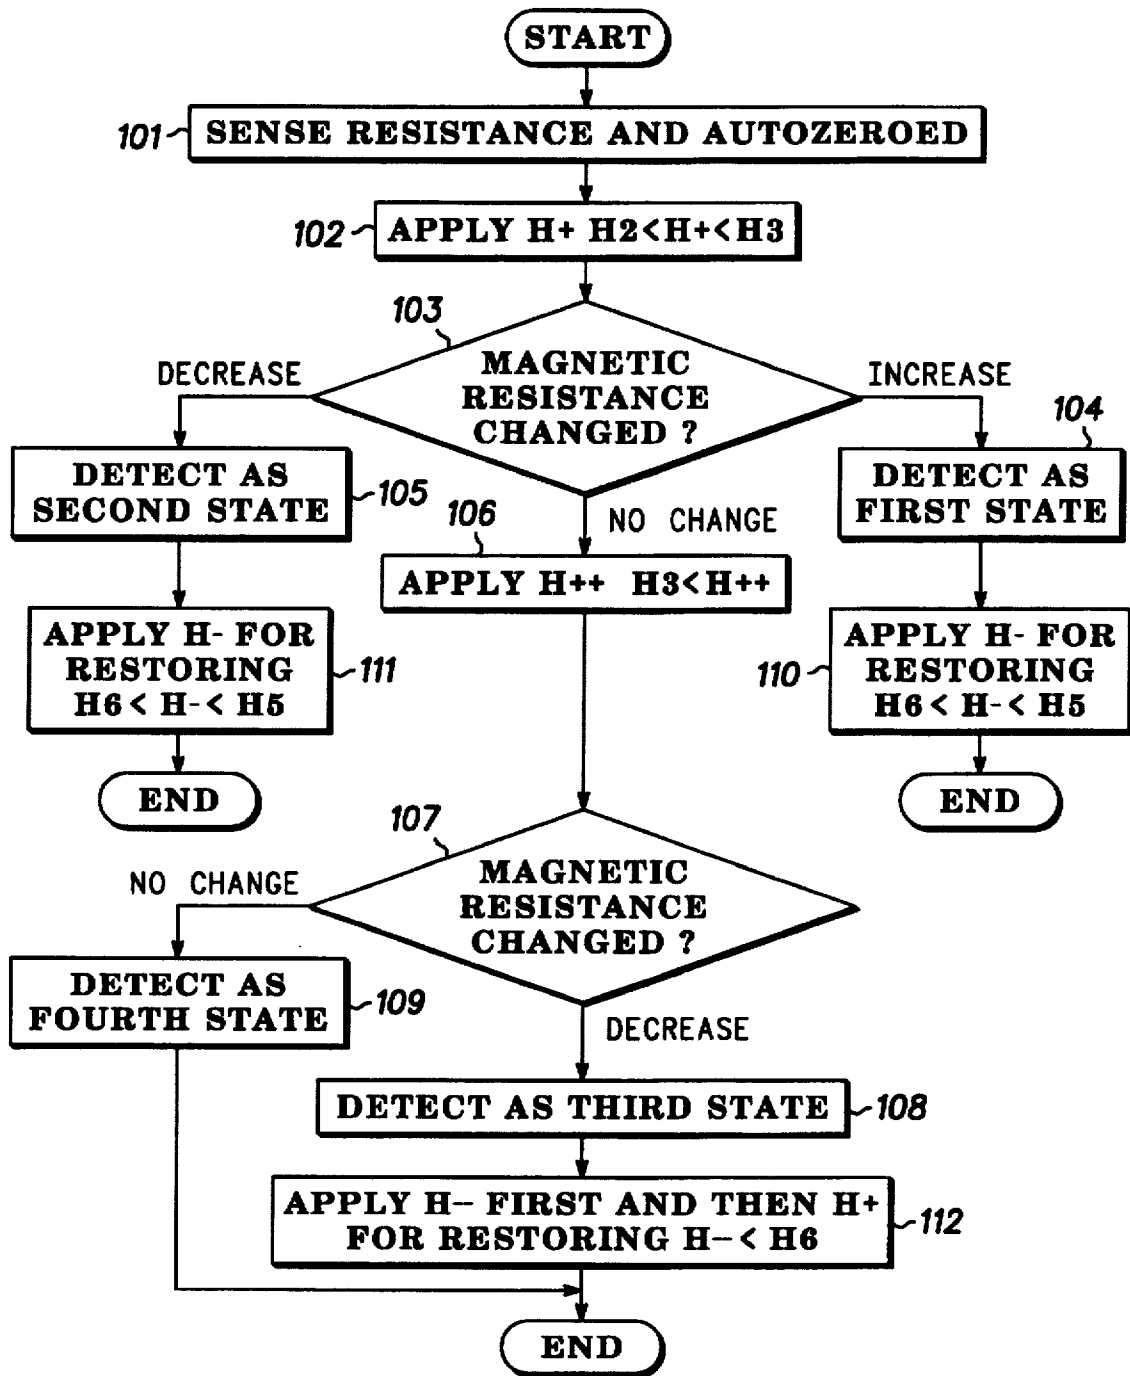 START
101
SENSE RESISTANCE AND AUTOZEROED
102
APPLY H+ H2<H+<H3
103
MAGNETIC
RESISTANCE
CHANGED ?
DECREASE
INCREASE
104
DETECT AS
SECOND STATE
105
DETECT AS
FIRST STATE
106
NO CHANGE
APPLY H++ H3<H++
APPLY H- FOR
RESTORING
H6< H-< H5
111
110
APPLY H- FOR
RESTORING
H6< H-< H5
END
END
107
MAGNETIC
RESISTANCE
CHANGED ?
NO CHANGE
DETECT AS
FOURTH STATE
109
DECREASE
DETECT AS THIRD STATE
108
APPLY H-- FIRST AND THEN H+
FOR RESTORING H--< H6
112
END